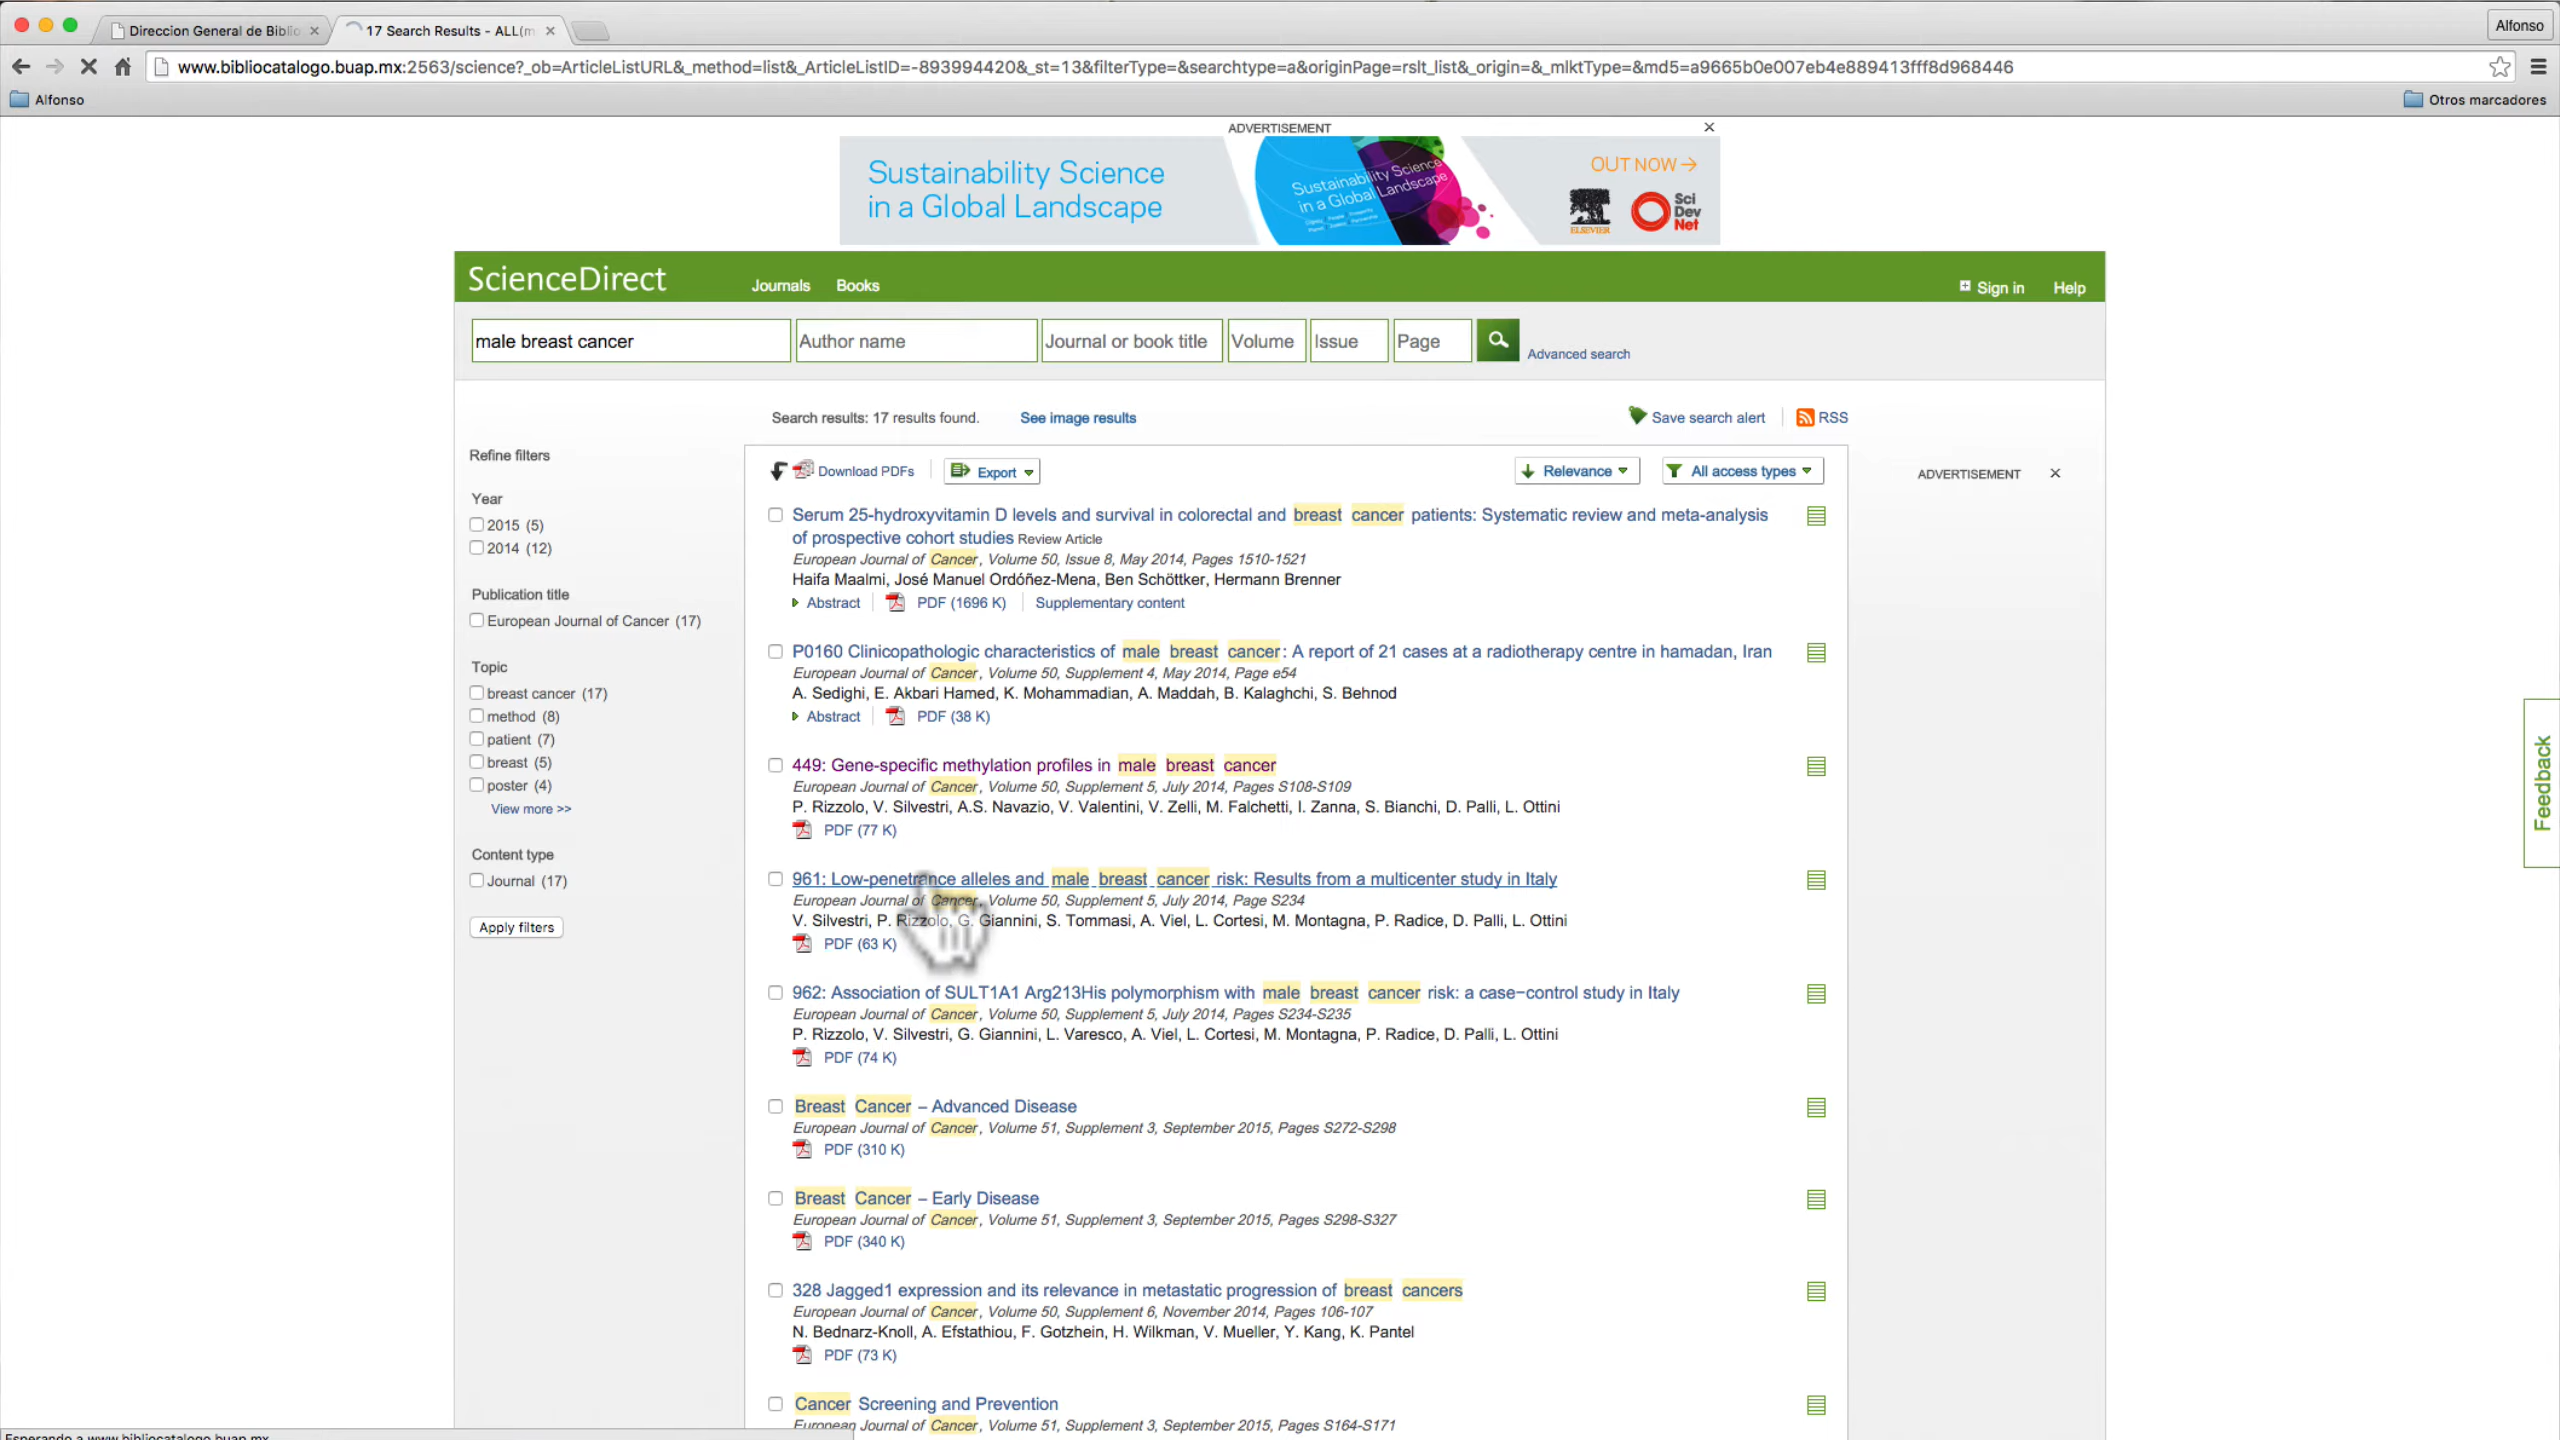 Direccion General de Biblio
17 Search Results - ALL(m
Alfonso
www.bibliocatalogo.buap.mx:2563/science?_ob=ArticleListURL&_method=list&_ArticleListID=-893994420&_st=13&filterType=&searchtype=a&originPage=rslt_list&_origin=&_mlktType=&md5=a9665b0e007eb4e889413fff8d968446
Alfonso
Otros marcadores
ADVERTISEMENT
Sustainability Science
in a Global Landscape
Sustainability Science
in a Global Landscape
OUT NOW
ELSEVIER
Sci
Dev
Net
ScienceDirect
Journals
Books
Sign in
Help
male breast cancer
Author name
Journal or book title
Volume
Issue
Page
Advanced search
Search results: 17 results found.
See image results
Save search alert
RSS
Refine filters
Year
2015 (5)
2014 (12)
Publication title
European Journal of Cancer (17)
Topic
breast cancer (17)
method (8)
patient (7)
breast (5)
poster (4)
View more >>
Content type
Journal (17)
Apply filters
Download PDFs
Export
Relevance
All access types
ADVERTISEMENT
Serum 25-hydroxyvitamin D levels and survival in colorectal and breast cancer patients: Systematic review and meta-analysis
of prospective cohort studies Review Article
European Journal of Cancer, Volume 50, Issue 8, May 2014, Pages 1510-1521
Haifa Maalmi, José Manuel Ordóñez-Mena, Ben Schöttker, Hermann Brenner
Abstract
PDF (1696 K)
Supplementary content
P0160 Clinicopathologic characteristics of male breast cancer: A report of 21 cases at a radiotherapy centre in hamadan, Iran
European Journal of Cancer, Volume 50, Supplement 4, May 2014, Page e54
A. Sedighi, E. Akbari Hamed, K. Mohammadian, A. Maddah, B. Kalaghchi, S. Behnod
Abstract
PDF (38 K)
449: Gene-specific methylation profiles in male breast cancer
European Journal of Cancer, Volume 50, Supplement 5, July 2014, Pages S108-S109
P. Rizzolo, V. Silvestri, A.S. Navazio, V. Valentini, V. Zelli, M. Falchetti, I. Zanna, S. Bianchi, D. Palli, L. Ottini
PDF (77 K)
961: Low-penetrance alleles and male breast cancer risk: Results from a multicenter study in Italy
European Journal of Cancer, Volume 50, Supplement 5, July 2014, Page S234
V. Silvestri, P. Rizzolo, G. Giannini, S. Tommasi, A. Viel, L. Cortesi, M. Montagna, P. Radice, D. Palli, L. Ottini
PDF (63 K)
962: Association of SULT1A1 Arg213His polymorphism with male breast cancer risk: a case−control study in Italy
European Journal of Cancer, Volume 50, Supplement 5, July 2014, Pages S234-S235
P. Rizzolo, V. Silvestri, G. Giannini, L. Varesco, A. Viel, L. Cortesi, M. Montagna, P. Radice, D. Palli, L. Ottini
PDF (74 K)
Breast Cancer – Advanced Disease
European Journal of Cancer, Volume 51, Supplement 3, September 2015, Pages S272-S298
PDF (310 K)
Breast Cancer – Early Disease
European Journal of Cancer, Volume 51, Supplement 3, September 2015, Pages S298-S327
PDF (340 K)
328 Jagged1 expression and its relevance in metastatic progression of breast cancers
European Journal of Cancer, Volume 50, Supplement 6, November 2014, Pages 106-107
N. Bednarz-Knoll, A. Efstathiou, F. Gotzhein, H. Wilkman, V. Mueller, Y. Kang, K. Pantel
PDF (73 K)
Cancer Screening and Prevention
European Journal of Cancer, Volume 51, Supplement 3, September 2015, Pages S164-S171
Feedback
Esperando a www.bibliocatalogo.buap.mx